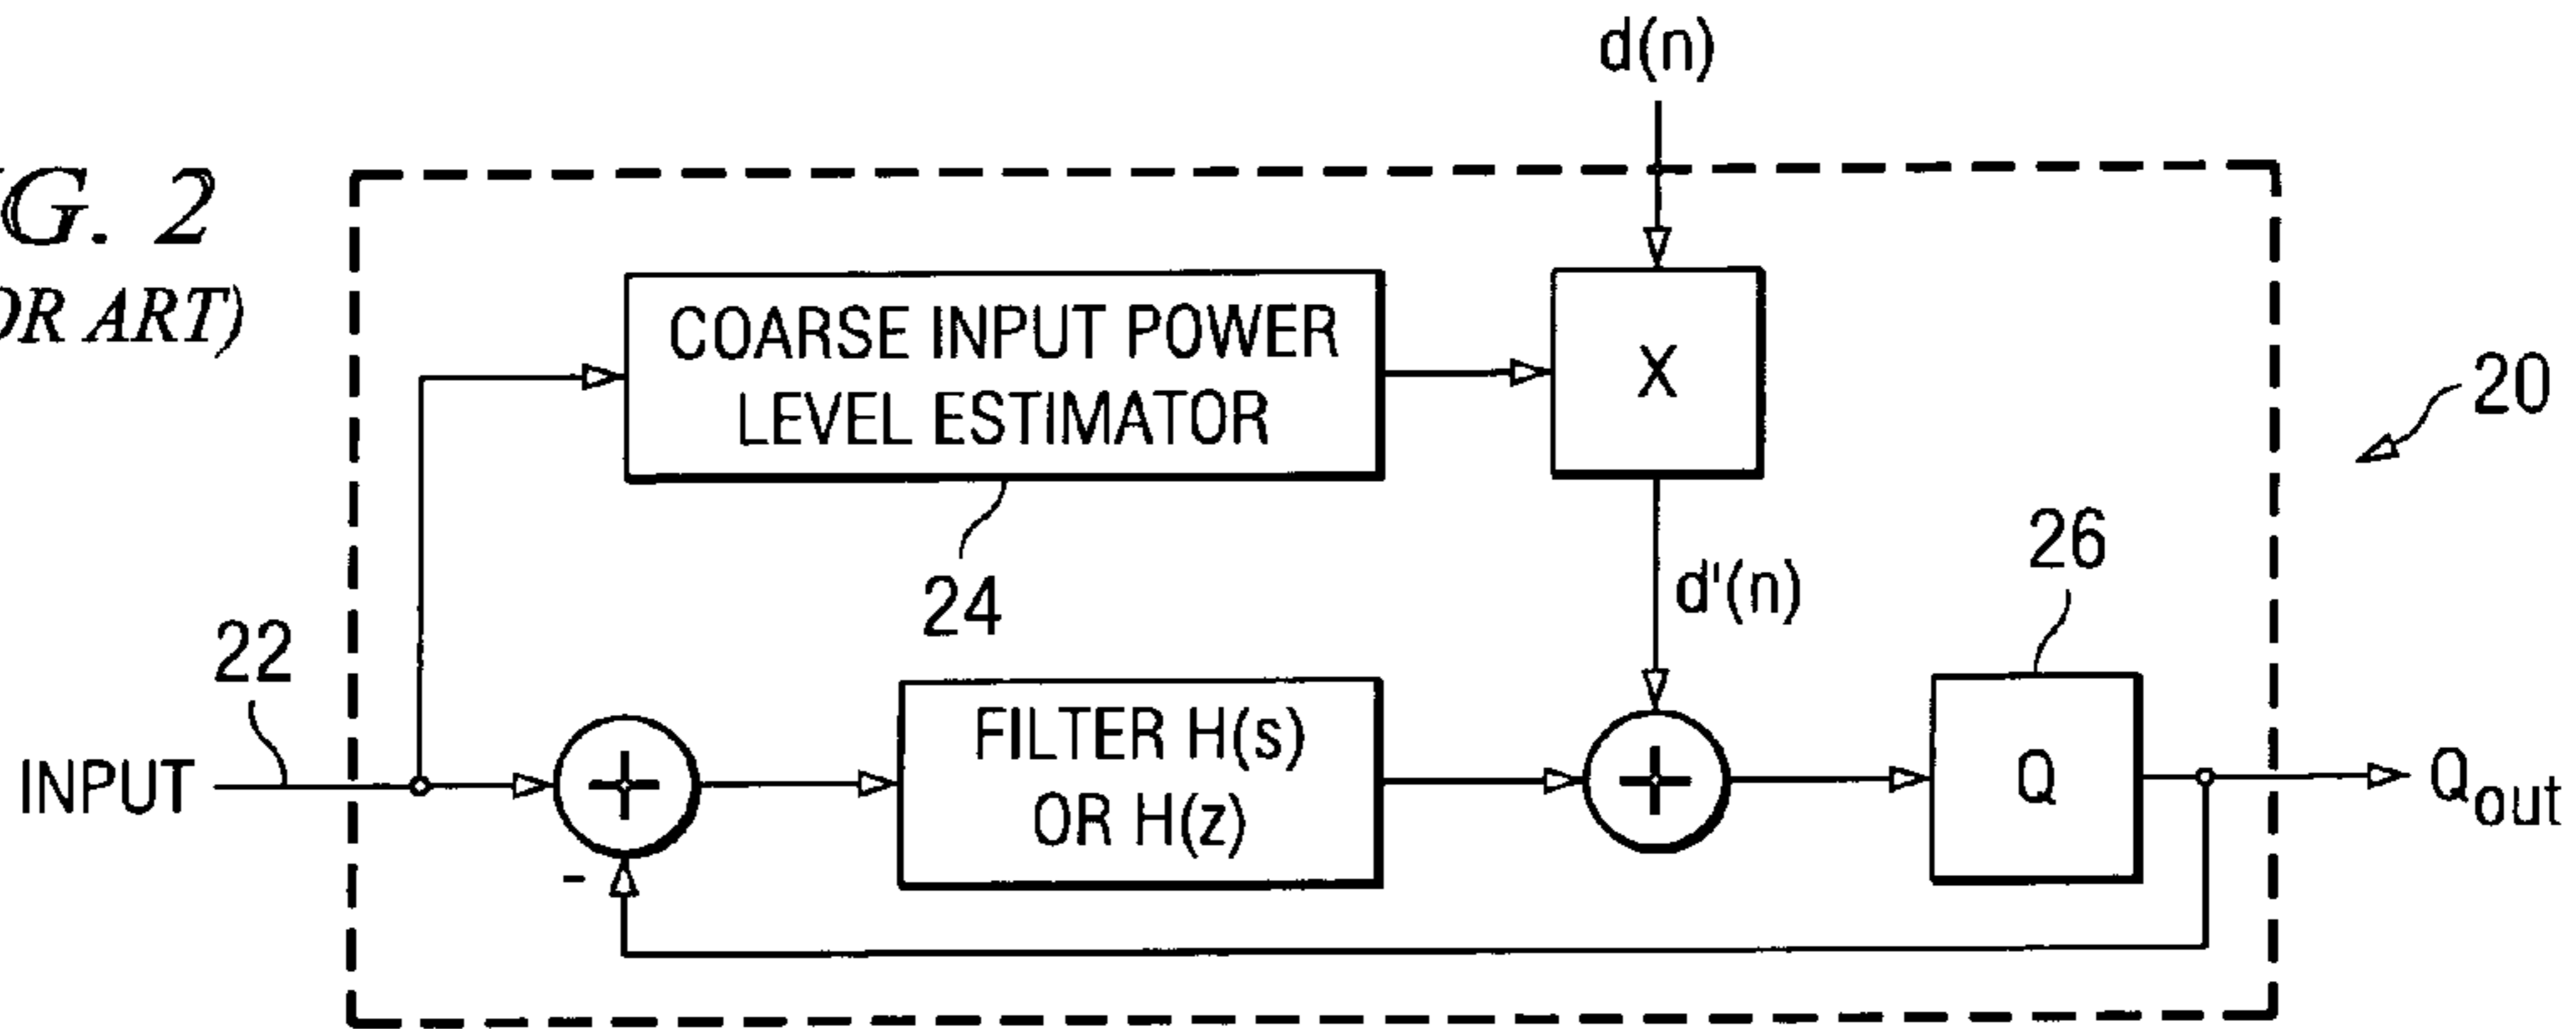 d(n)
G. 2
OR ART)
COARSE INPUT POWER
LEVEL ESTIMATOR
X
20
24
d'(n)
26
22
INPUT
+
-
FILTER H(s)
OR H(z)
+
Q
Qout